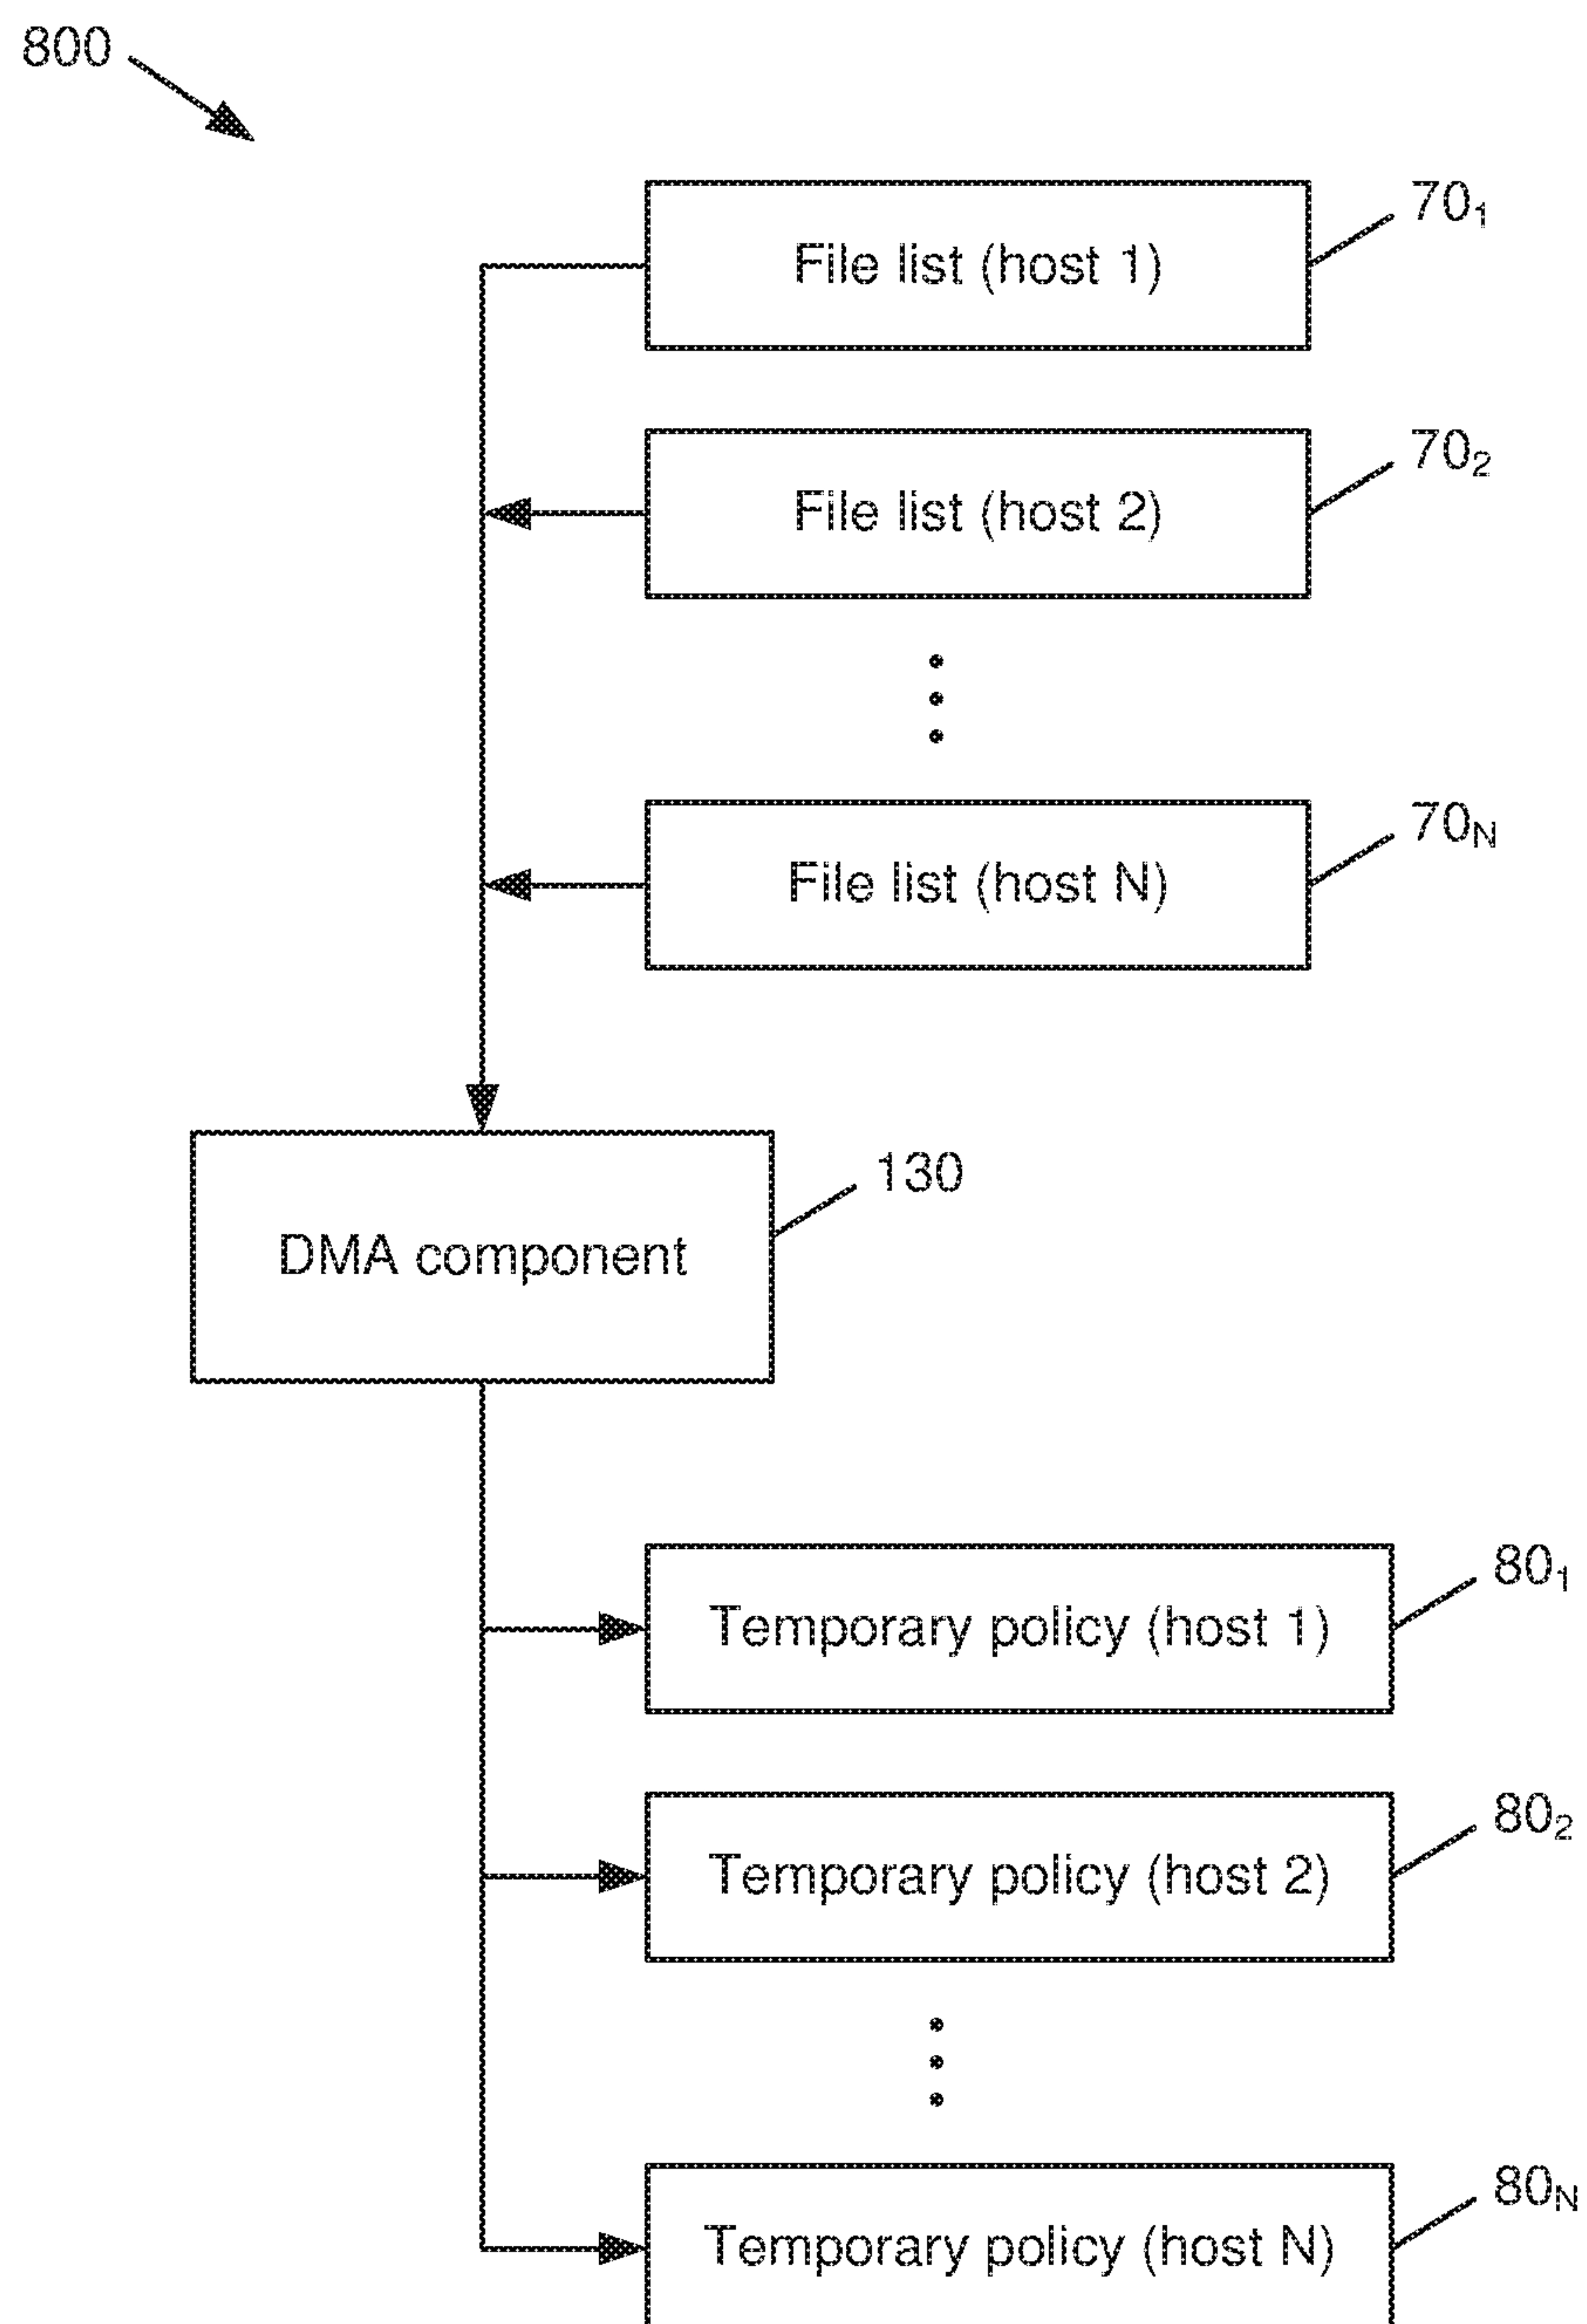 800
File list (host 1)
70₁
File list (host 2)
70₂
File list (host N)
70N
DMA component
130
Temporary policy (host 1)
80₁
Temporary policy (host 2)
80₂
Temporary policy (host N)
80N